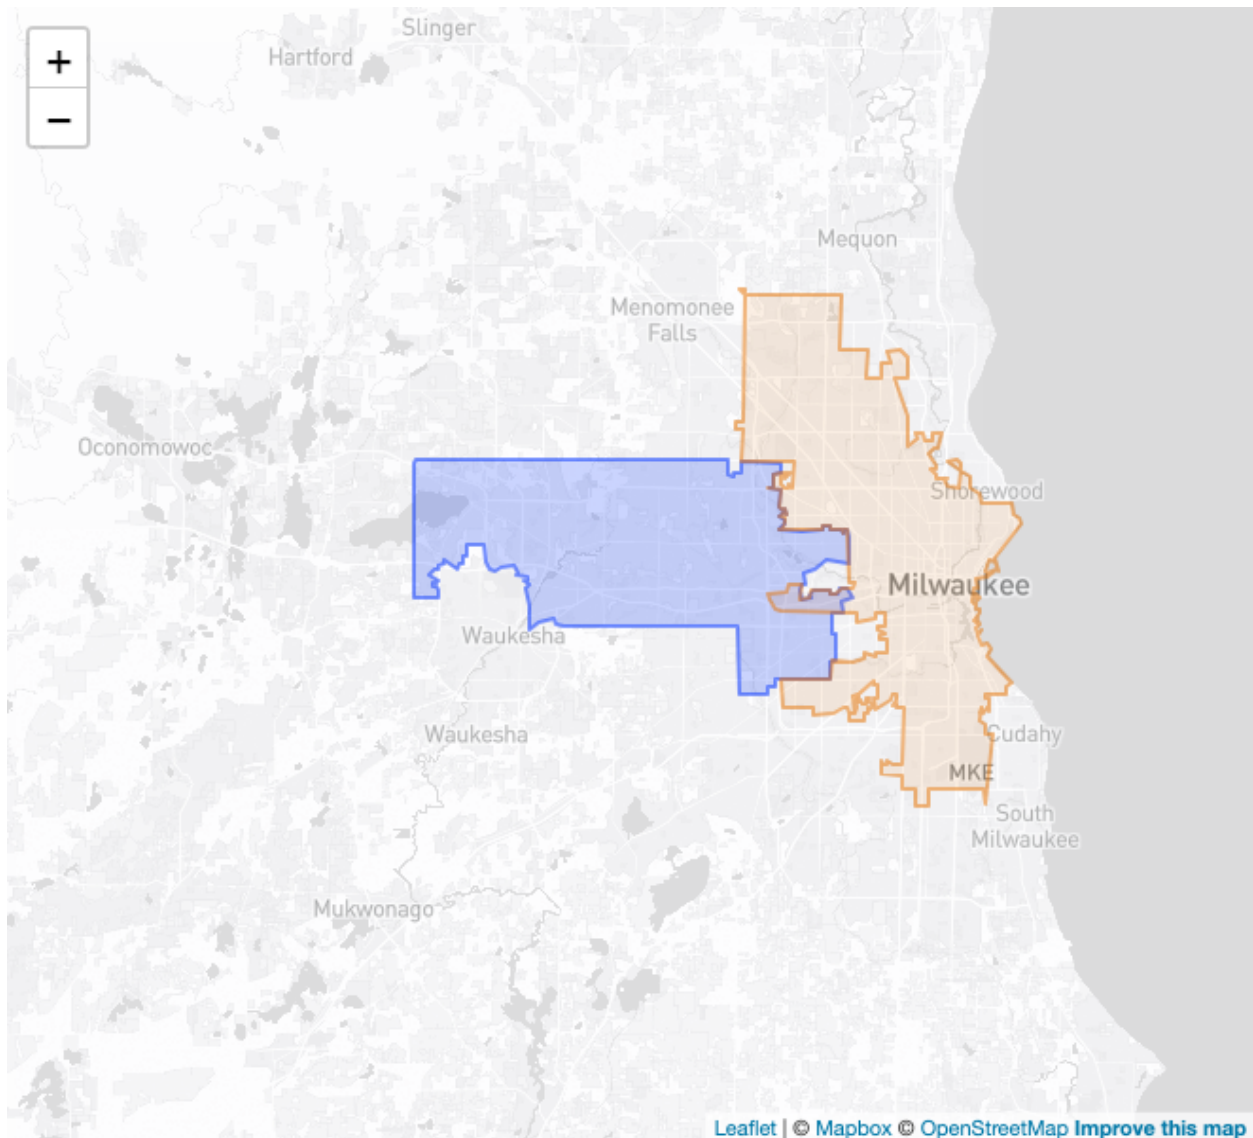 +
−
Slinger
Hartford
Mequon
Menomonee
Falls
Oconomowoc
Shorewood
Milwaukee
Waukesha
Waukesha
Cudahy
MKE
South
Milwaukee
Mukwonago
Leaflet | © Mapbox © OpenStreetMap Improve this map